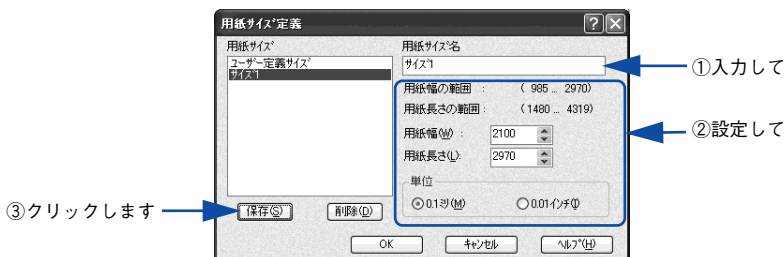 用紙サイズ定義
用紙サイズ
ユーザー定義サイズ
サイズ1
用紙サイズ名
サイズ1
①入力して
用紙幅の範囲 : ( 985 ... 2970)
用紙長さの範囲 : (1480 ... 4319)
②設定して
用紙幅(W) : 2100
用紙長さ(L): 2970
単位
0.1ミリ(M) 0.01インチ(I)
③クリックします
保存(S) 削除(D)
OK キャンセル ヘルプ(H)